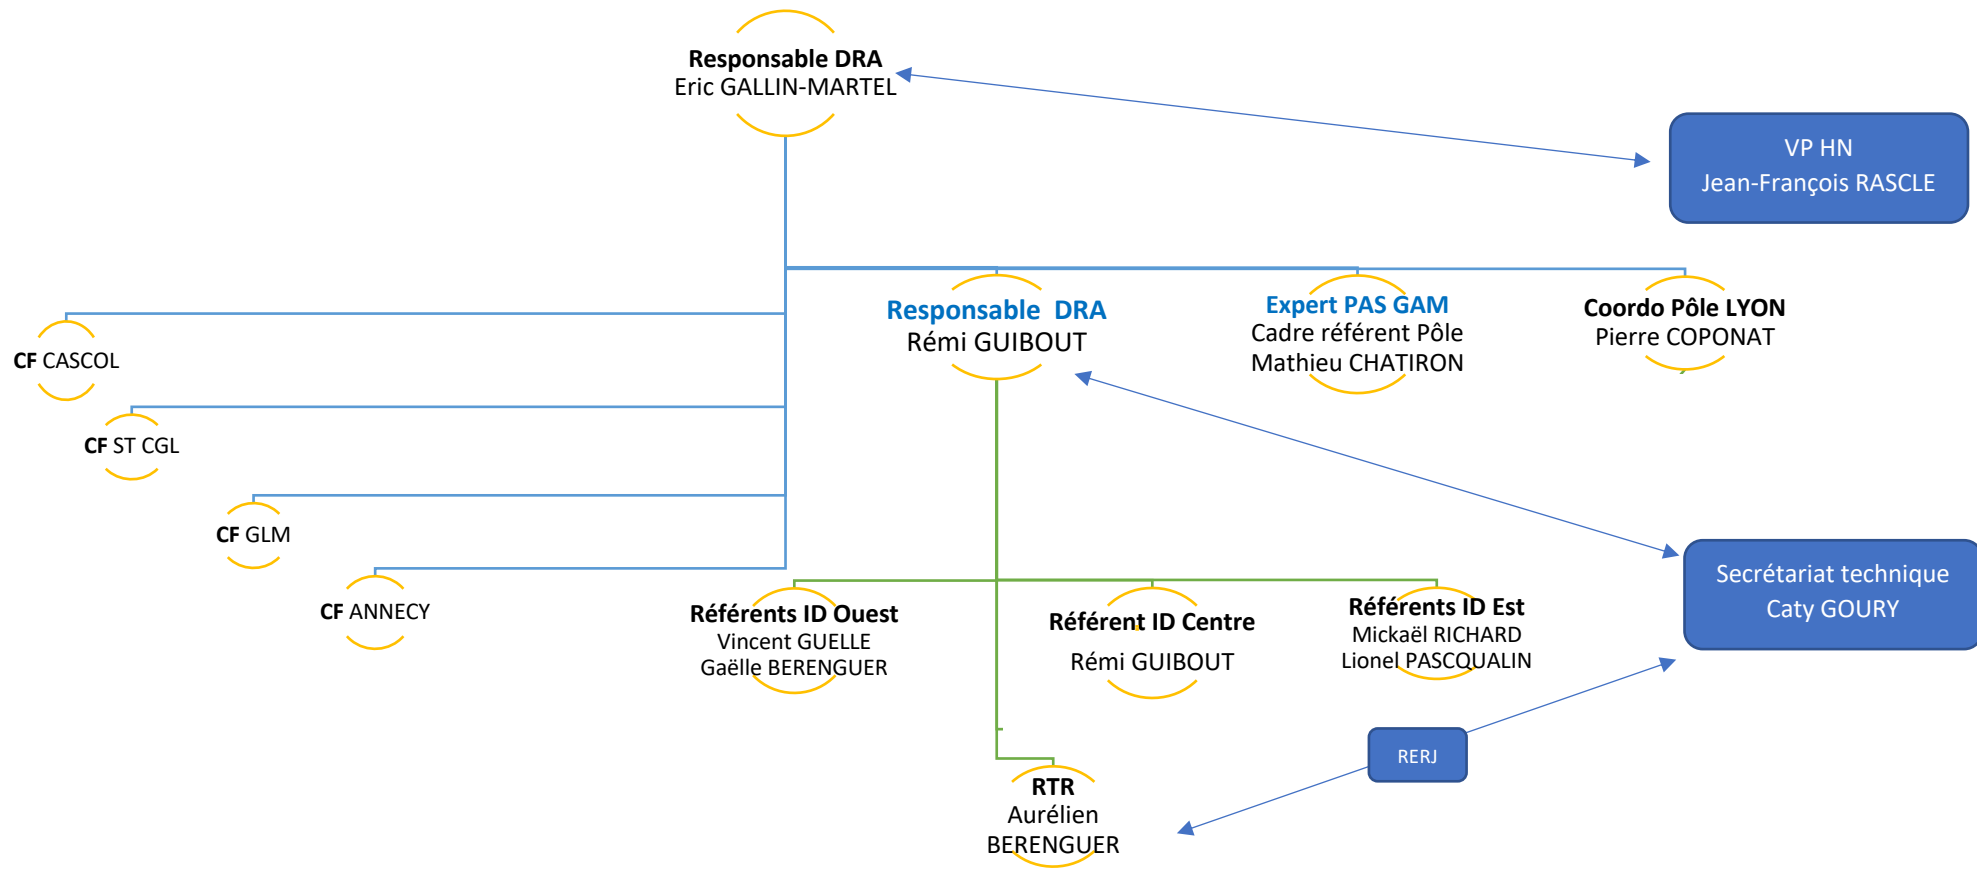 Responsable DRA
Eric GALLIN-MARTEL
VP HN
Jean-François RASCLE
Responsable  DRA
Rémi GUIBOUT
Expert PAS GAM
Cadre référent Pôle
Mathieu CHATIRON
Coordo Pôle LYON
Pierre COPONAT
CF CASCOL
CF ST CGL
CF GLM
CF ANNECY
Référents ID Ouest
Vincent GUELLE
Gaëlle BERENGUER
Référent ID Centre
Rémi GUIBOUT
Référents ID Est
Mickaël RICHARD
Lionel PASCQUALIN
Secrétariat technique
Caty GOURY
RERJ
RTR
Aurélien
BERENGUER